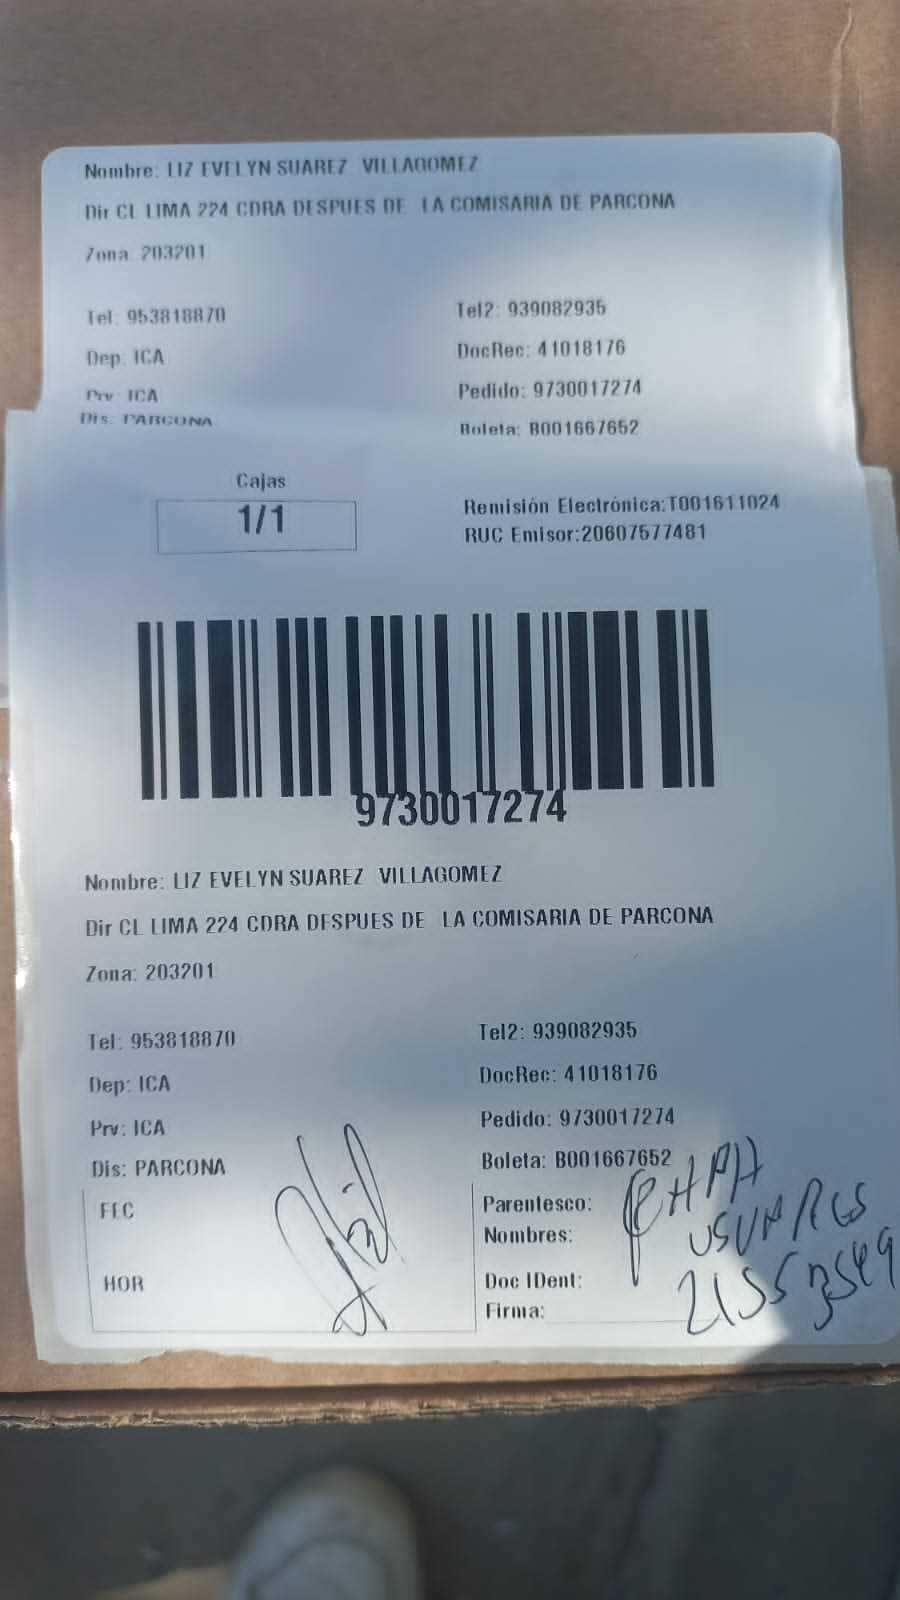 Nombre: LIZ EVELYN SUAREZ VILLAGOMEZ
Dir CL LIMA 224 CDRA DESPUES DE LA COMISARIA DE PARCONA
Zona: 203201
Tel: 953818870 Tel2: 939082935
Dep. ICA DocRec: 41018176
Prv: ICA Pedido: 9730017274
Dis: PARCONA Boleta: B001667652
Cajas
1/1
Remisión Electrónica:T001611024
RUC Emisor:20607577481
9730017274
Nombre: LIZ EVELYN SUAREZ VILLAGOMEZ
Dir CL LIMA 224 CDRA DESPUES DE LA COMISARIA DE PARCONA
Zona: 203201
Tel: 953818870 Tel2: 939082935
Dep: ICA DocRec: 41018176
Prv: ICA Pedido: 9730017274
Dis: PARCONA Boleta: B001667652
FEC Parentesco:
Nombres:
HOR Doc IDent: 21553549
Firma: